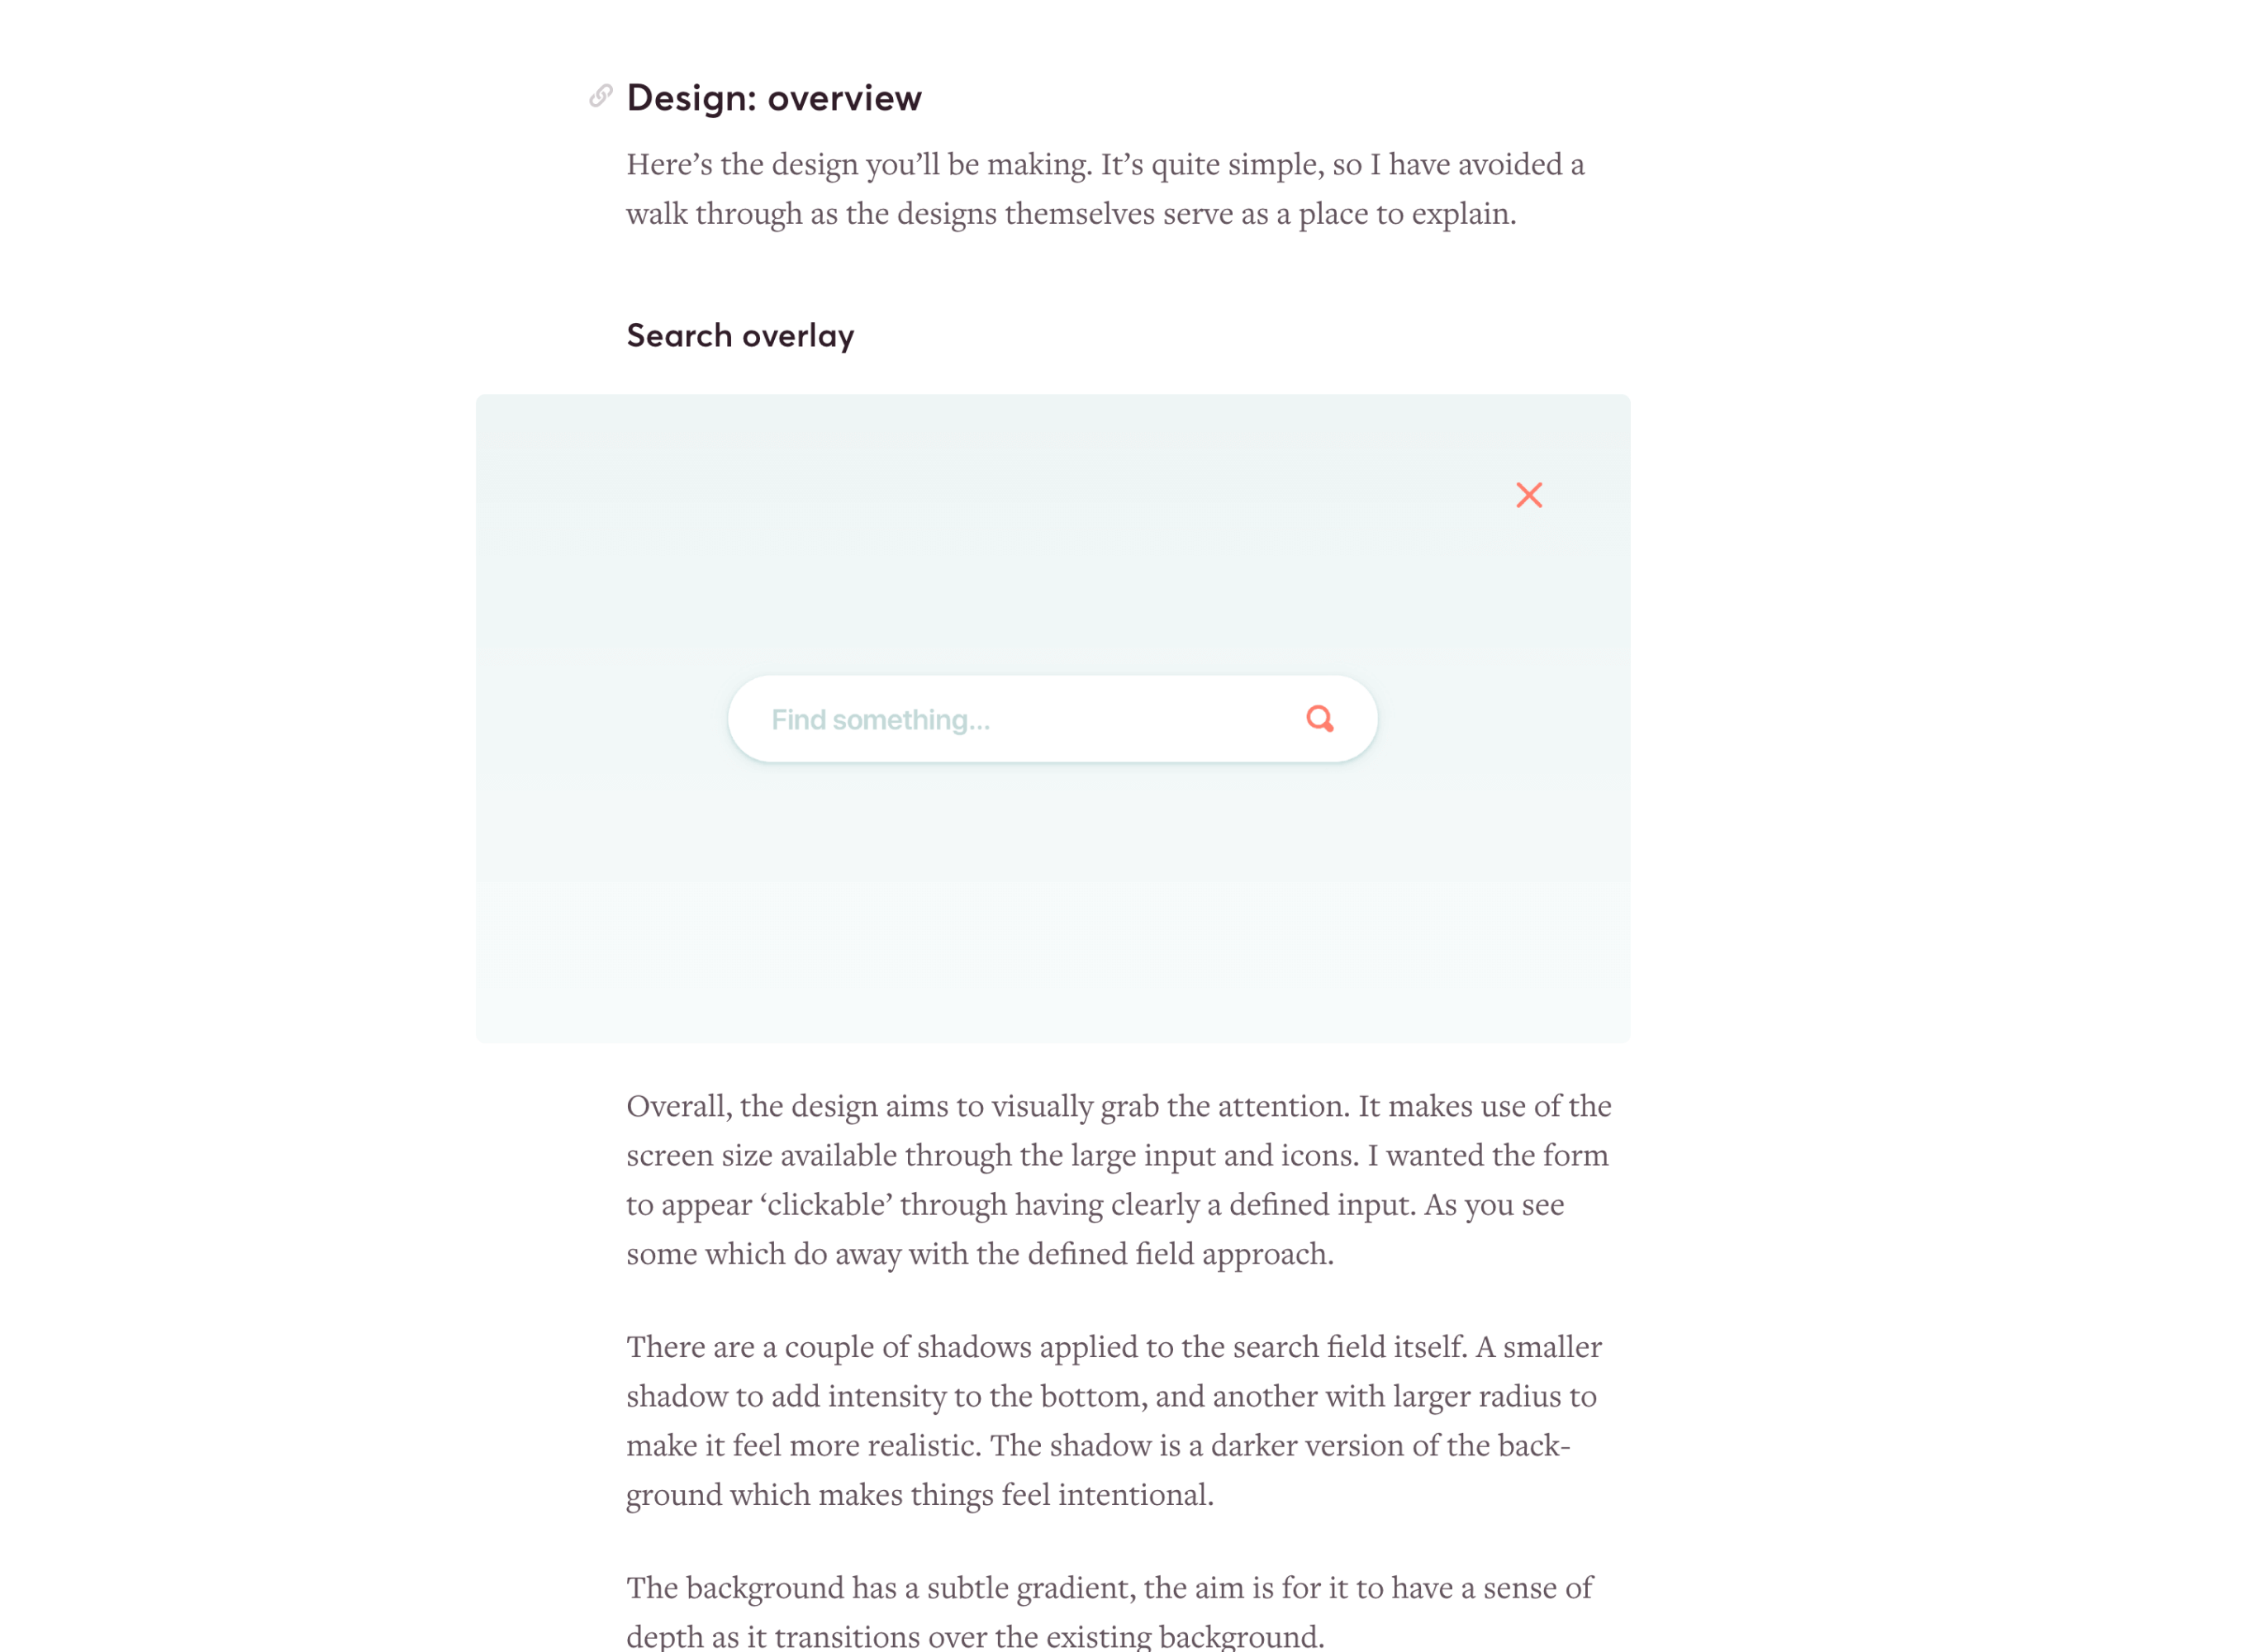 Design: overview
Here’s the design you’ll be making. It’s quite simple, so I have avoided a
walk through as the designs themselves serve as a place to explain.
Search overlay
Find something...
Overall, the design aims to visually grab the attention. It makes use of the
screen size available through the large input and icons. I wanted the form
to appear ‘clickable’ through having clearly a defined input. As you see
some which do away with the defined field approach.
There are a couple of shadows applied to the search field itself. A smaller
shadow to add intensity to the bottom, and another with larger radius to
make it feel more realistic. The shadow is a darker version of the back-
ground which makes things feel intentional.
The background has a subtle gradient, the aim is for it to have a sense of
depth as it transitions over the existing background.